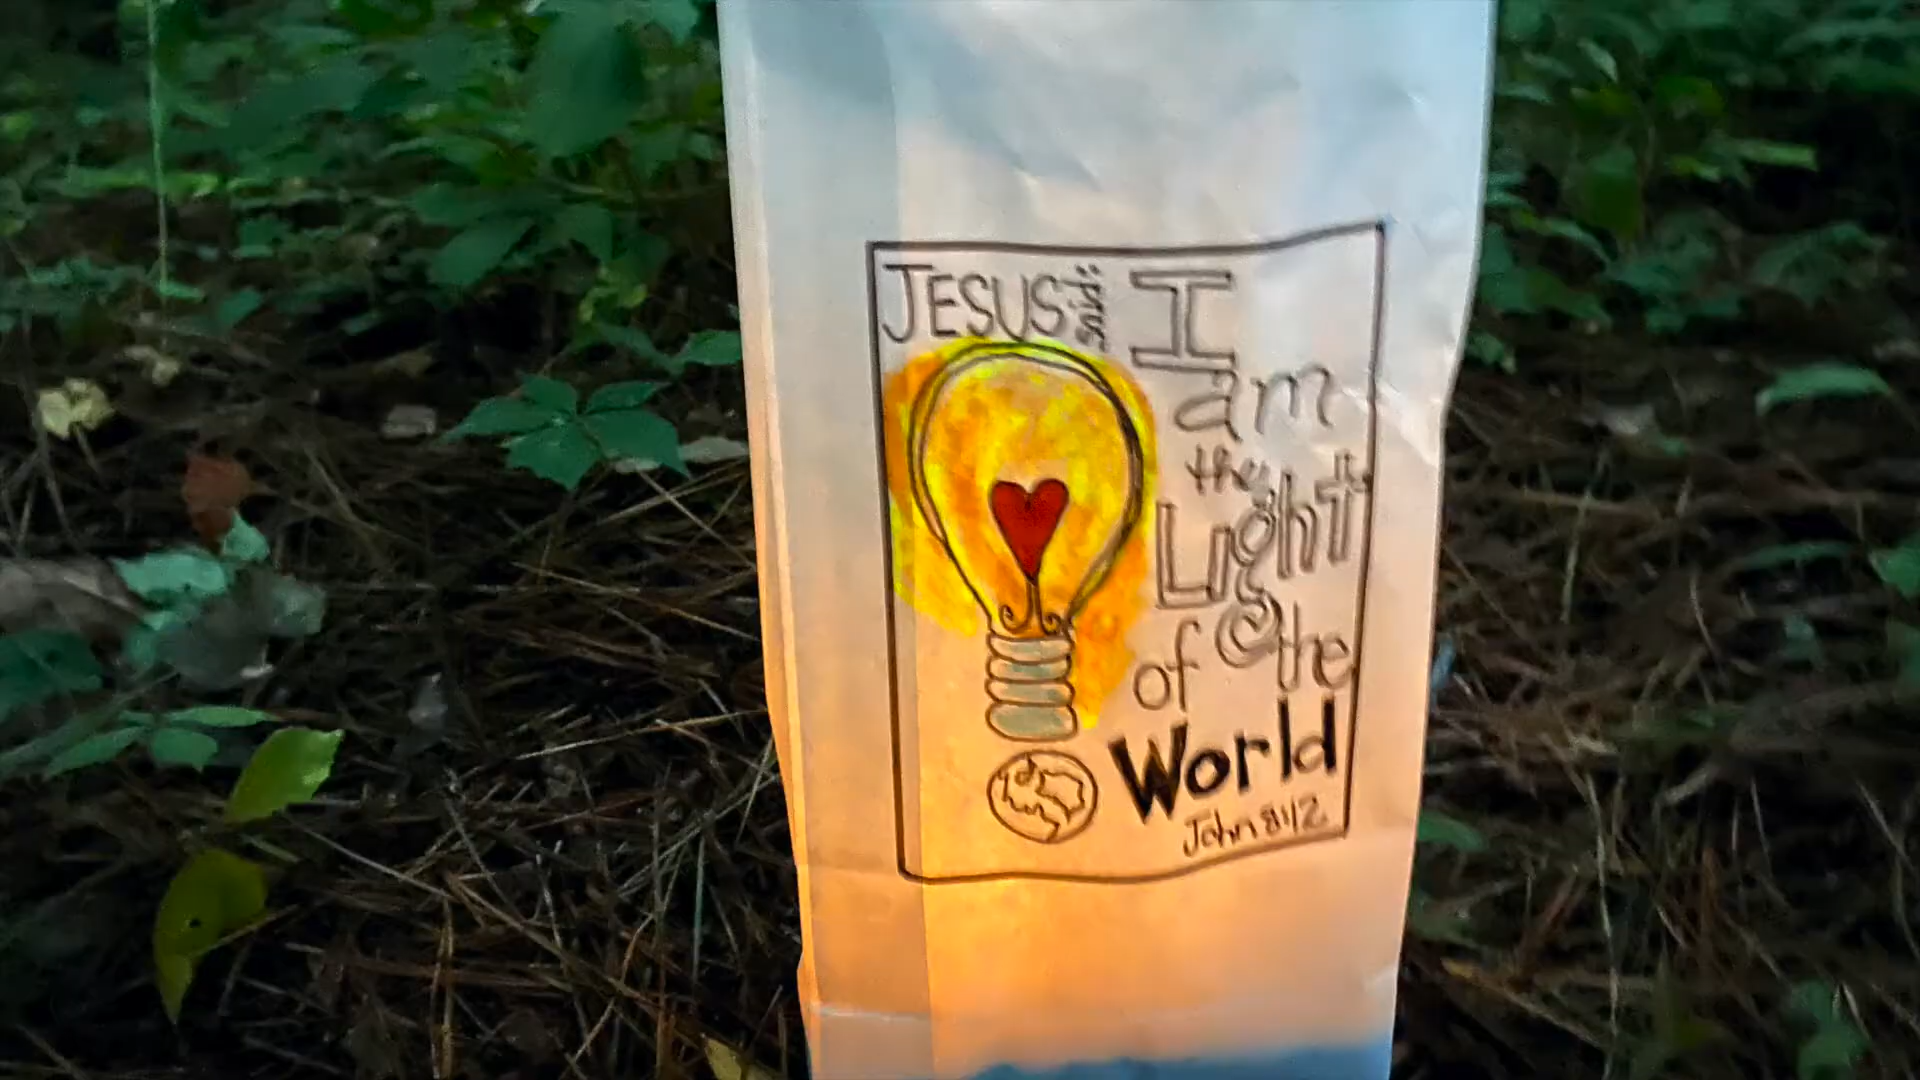 JESUS said: I
am
the
Light
of the
World
John 8:12